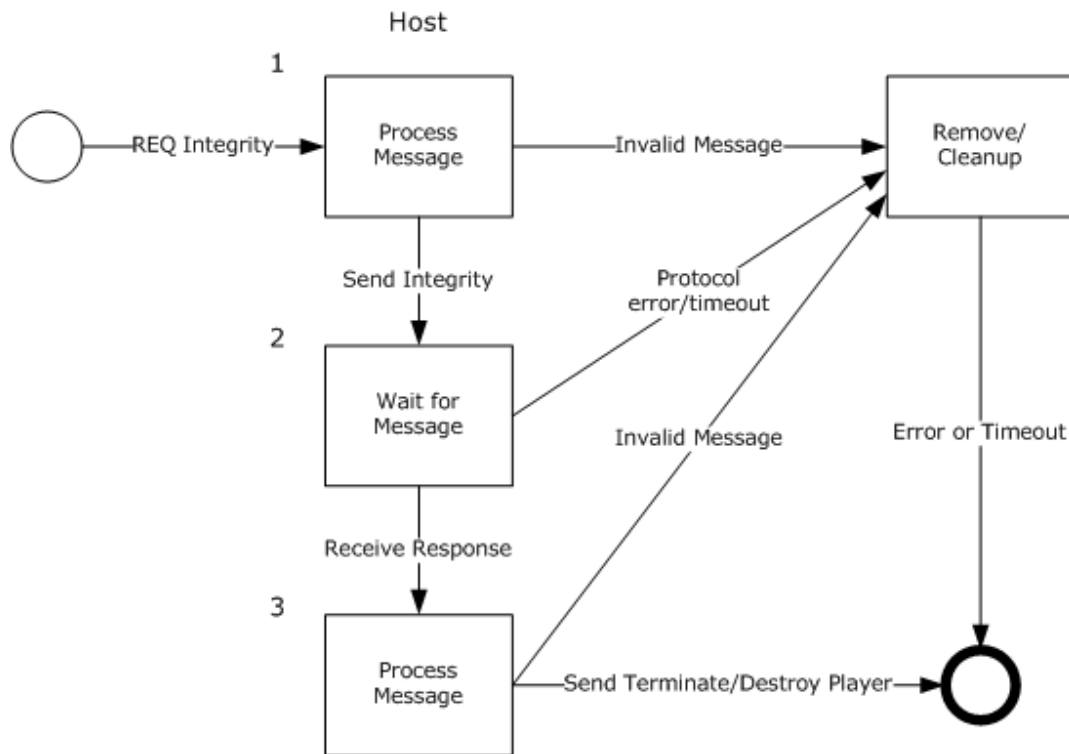 Host
1
Process
Message
REQ Integrity
Invalid Message
Remove/
Cleanup
Send Integrity
Protocol
error/timeout
2
Wait for
Message
Invalid Message
Error or Timeout
Receive Response
3
Process
Message
Send Terminate/Destroy Player